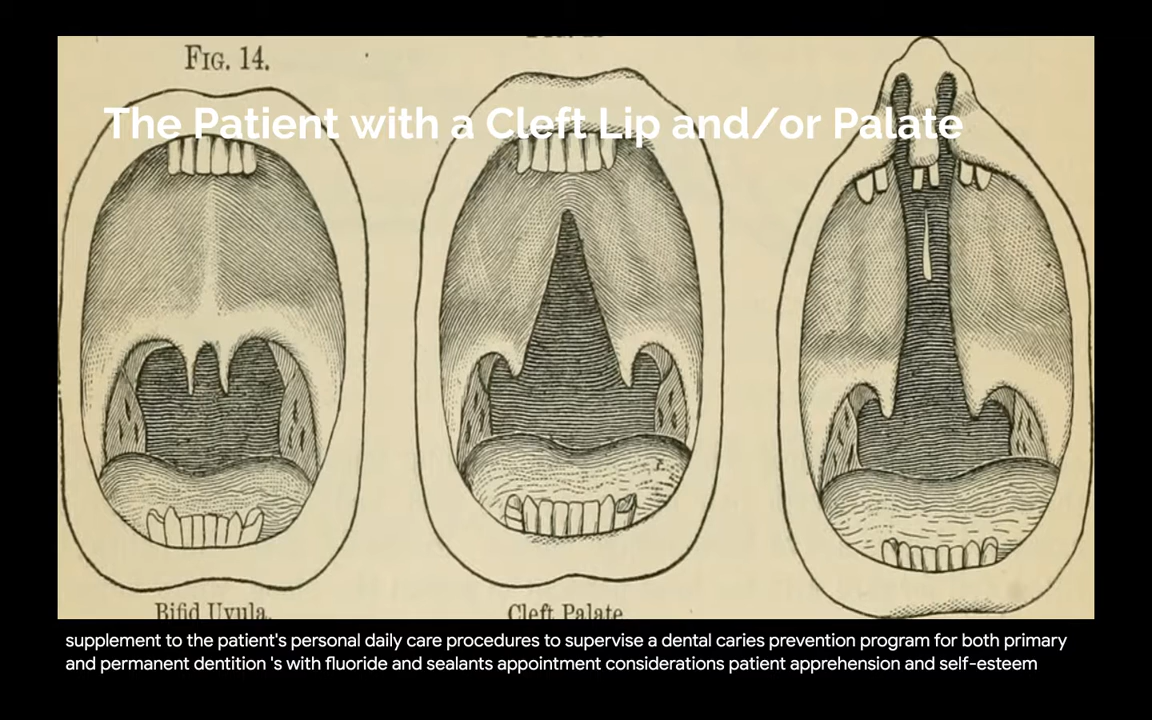 FIG. 14.
The Patient with a Cleft Lip and/or Palate
Bifid Uvula.
Cleft Palate
supplement to the patient's personal daily care procedures to supervise a dental caries prevention program for both primary
and permanent dentition 's with fluoride and sealants appointment considerations patient apprehension and self-esteem